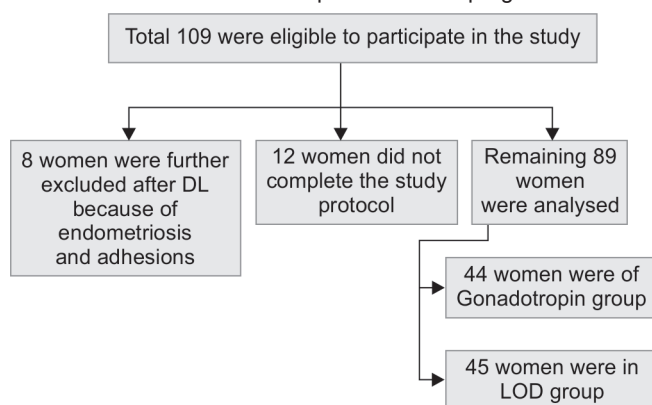 Total 109 were eligible to participate in the study
8 women were further
excluded after DL
because of
endometriosis
and adhesions
12 women did not
complete the study
protocol
Remaining 89
women
were analysed
44 women were of
Gonadotropin group
45 women were in
LOD group